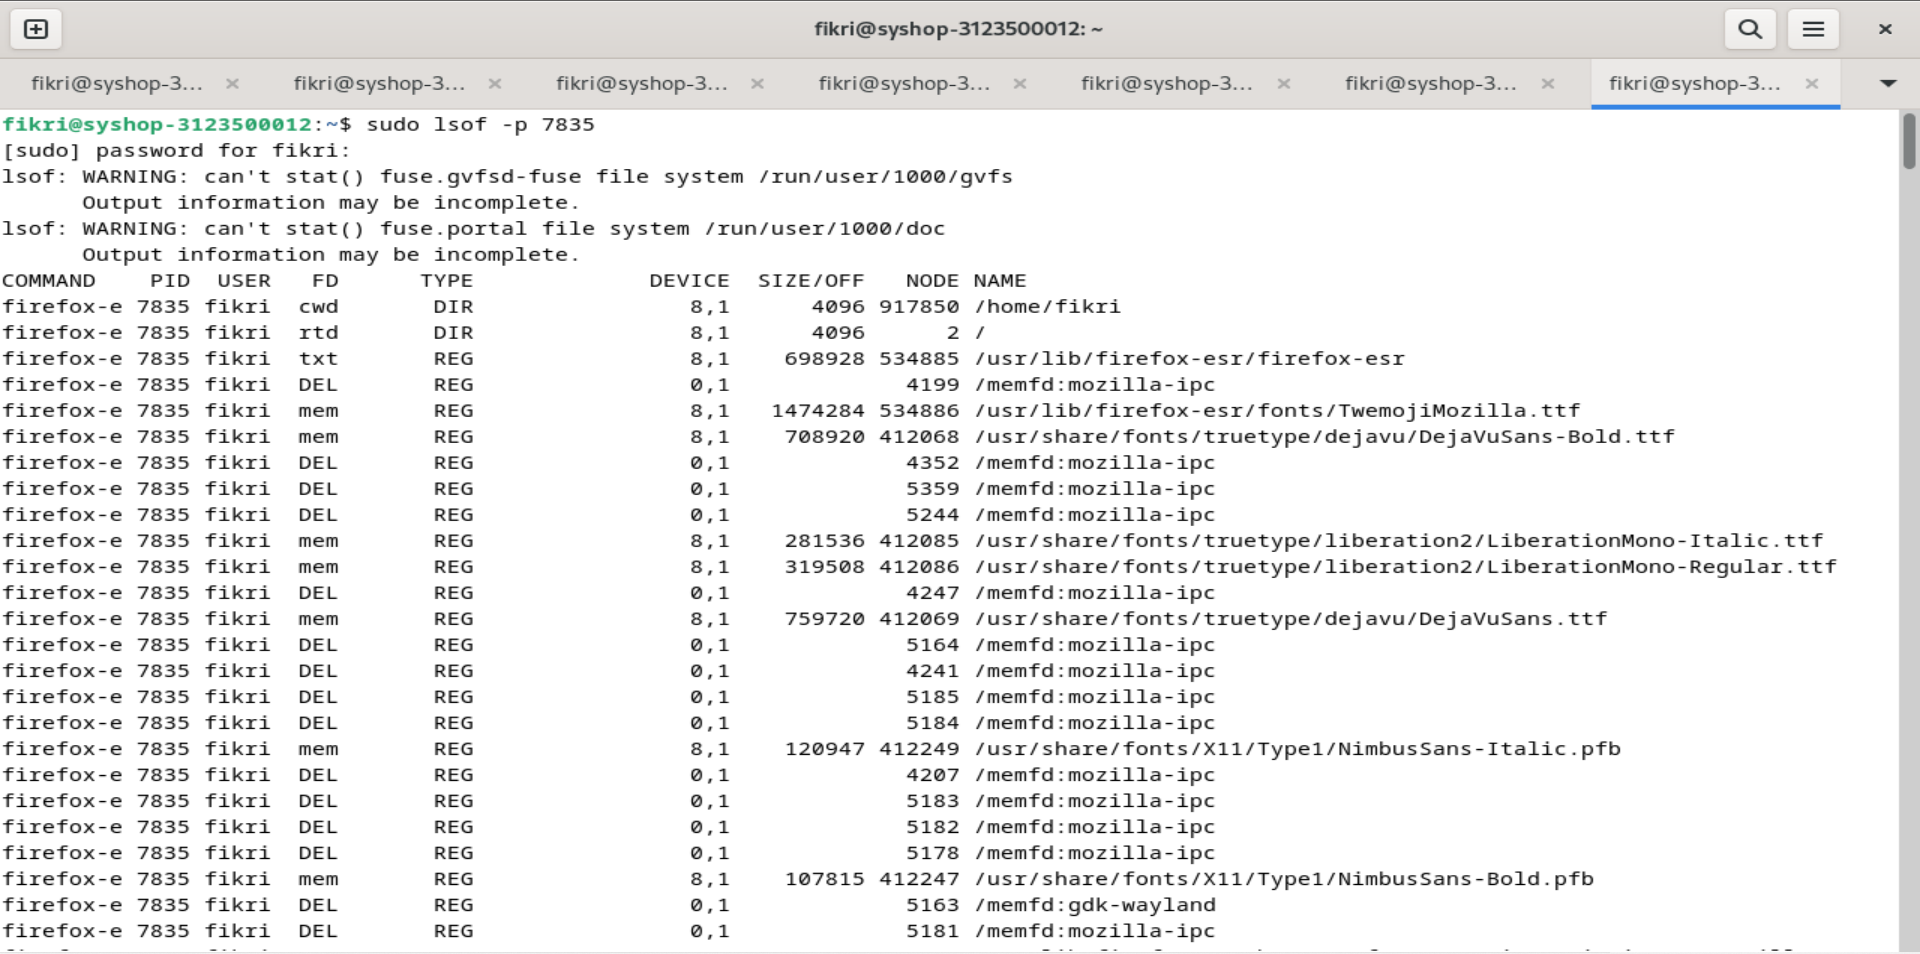 fikri@syshop-3123500012: ~
fikri@syshop-3... fikri@syshop-3... fikri@syshop-3... fikri@syshop-3... fikri@syshop-3... fikri@syshop-3... fikri@syshop-3...
fikri@syshop-3123500012:~$ sudo lsof -p 7835
[sudo] password for fikri:
lsof: WARNING: can't stat() fuse.gvfsd-fuse file system /run/user/1000/gvfs
      Output information may be incomplete.
lsof: WARNING: can't stat() fuse.portal file system /run/user/1000/doc
      Output information may be incomplete.
COMMAND    PID  USER   FD      TYPE             DEVICE  SIZE/OFF   NODE NAME
firefox-e 7835 fikri  cwd       DIR                8,1      4096 917850 /home/fikri
firefox-e 7835 fikri  rtd       DIR                8,1      4096      2 /
firefox-e 7835 fikri  txt       REG                8,1    698928 534885 /usr/lib/firefox-esr/firefox-esr
firefox-e 7835 fikri  DEL       REG                0,1             4199 /memfd:mozilla-ipc
firefox-e 7835 fikri  mem       REG                8,1   1474284 534886 /usr/lib/firefox-esr/fonts/TwemojiMozilla.ttf
firefox-e 7835 fikri  mem       REG                8,1    708920 412068 /usr/share/fonts/truetype/dejavu/DejaVuSans-Bold.ttf
firefox-e 7835 fikri  DEL       REG                0,1             4352 /memfd:mozilla-ipc
firefox-e 7835 fikri  DEL       REG                0,1             5359 /memfd:mozilla-ipc
firefox-e 7835 fikri  DEL       REG                0,1             5244 /memfd:mozilla-ipc
firefox-e 7835 fikri  mem       REG                8,1    281536 412085 /usr/share/fonts/truetype/liberation2/LiberationMono-Italic.ttf
firefox-e 7835 fikri  mem       REG                8,1    319508 412086 /usr/share/fonts/truetype/liberation2/LiberationMono-Regular.ttf
firefox-e 7835 fikri  DEL       REG                0,1             4247 /memfd:mozilla-ipc
firefox-e 7835 fikri  mem       REG                8,1    759720 412069 /usr/share/fonts/truetype/dejavu/DejaVuSans.ttf
firefox-e 7835 fikri  DEL       REG                0,1             5164 /memfd:mozilla-ipc
firefox-e 7835 fikri  DEL       REG                0,1             4241 /memfd:mozilla-ipc
firefox-e 7835 fikri  DEL       REG                0,1             5185 /memfd:mozilla-ipc
firefox-e 7835 fikri  DEL       REG                0,1             5184 /memfd:mozilla-ipc
firefox-e 7835 fikri  mem       REG                8,1    120947 412249 /usr/share/fonts/X11/Type1/NimbusSans-Italic.pfb
firefox-e 7835 fikri  DEL       REG                0,1             4207 /memfd:mozilla-ipc
firefox-e 7835 fikri  DEL       REG                0,1             5183 /memfd:mozilla-ipc
firefox-e 7835 fikri  DEL       REG                0,1             5182 /memfd:mozilla-ipc
firefox-e 7835 fikri  DEL       REG                0,1             5178 /memfd:mozilla-ipc
firefox-e 7835 fikri  mem       REG                8,1    107815 412247 /usr/share/fonts/X11/Type1/NimbusSans-Bold.pfb
firefox-e 7835 fikri  DEL       REG                0,1             5163 /memfd:gdk-wayland
firefox-e 7835 fikri  DEL       REG                0,1             5181 /memfd:mozilla-ipc